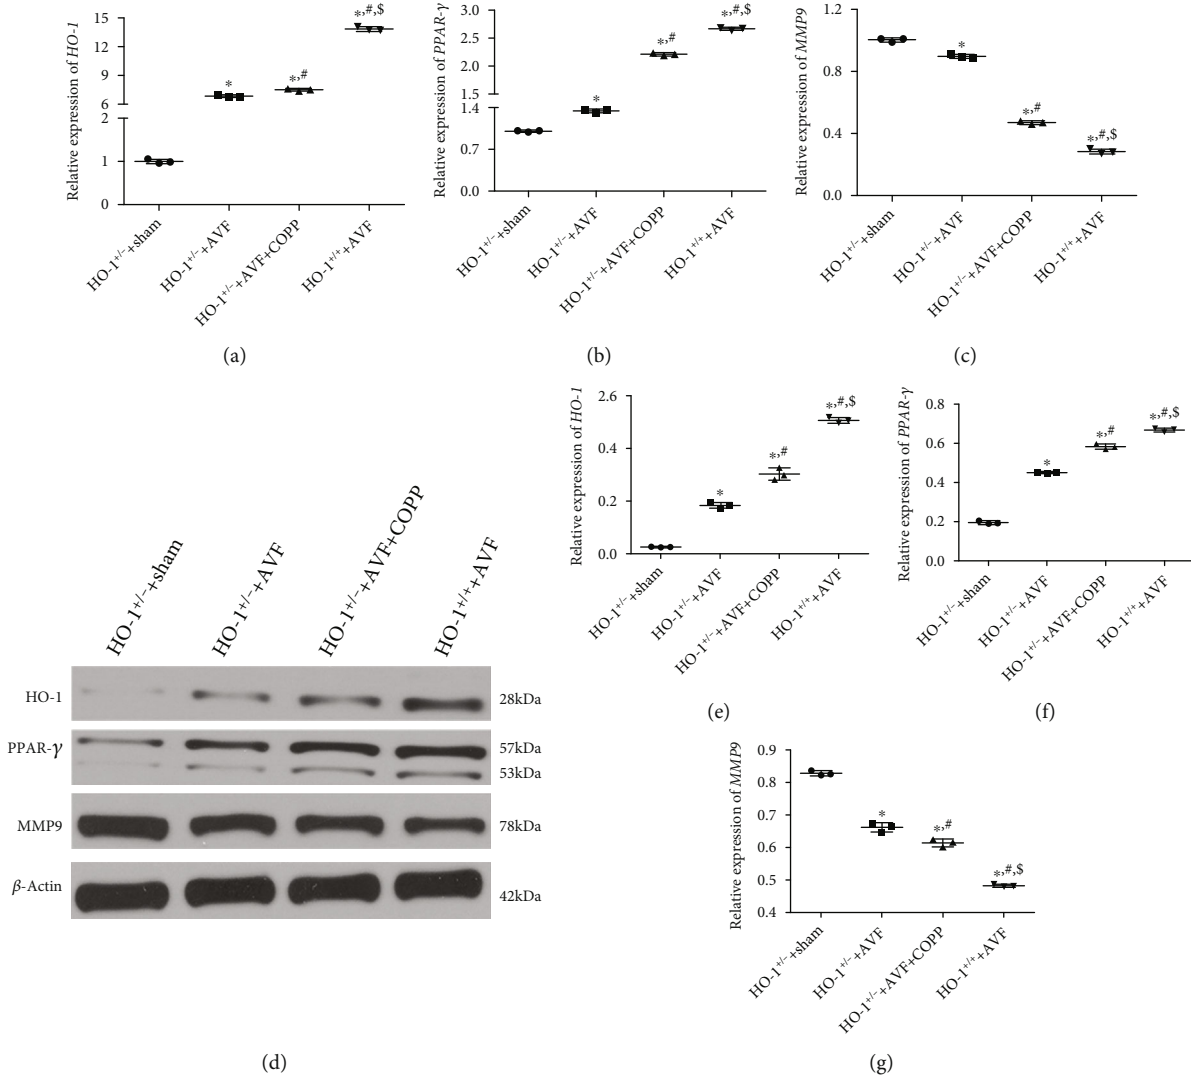 Relative expression of HO-1
15
12
9
6
2
1
0
*
*,#
*,#,$
HO-1+/−+sham
HO-1+/−+AVF
HO-1+/−+AVF+COPP
HO-1+/++AVF
(a)
Relative expression of PPAR-γ
3.0
2.5
2.0
1.5
1.4
0.7
0.0
*
*,#
*,#,$
HO-1+/−+sham
HO-1+/−+AVF
HO-1+/−+AVF+COPP
HO-1+/++AVF
(b)
Relative expression of MMP9
1.2
0.8
0.4
0.0
*
*,#
*,#,$
HO-1+/−+sham
HO-1+/−+AVF
HO-1+/−+AVF+COPP
HO-1+/++AVF
(c)
HO-1+/−+sham
HO-1+/−+AVF
HO-1+/−+AVF+COPP
HO-1+/++AVF
HO-1
28kDa
PPAR-γ
57kDa
53kDa
MMP9
78kDa
β-Actin
42kDa
(d)
Relative expression of HO-1
2.6
0.4
0.2
0.0
*
*,#
*,#,$
HO-1+/−+sham
HO-1+/−+AVF
HO-1+/−+AVF+COPP
HO-1+/++AVF
(e)
Relative expression of PPAR-γ
0.8
0.6
0.4
0.2
0.0
*
*,#
*,#,$
HO-1+/−+sham
HO-1+/−+AVF
HO-1+/−+AVF+COPP
HO-1+/++AVF
(f)
Relative expression of MMP9
0.9
0.8
0.7
0.6
0.5
0.4
*
*,#
*,#,$
HO-1+/−+sham
HO-1+/−+AVF
HO-1+/−+AVF+COPP
HO-1+/++AVF
(g)